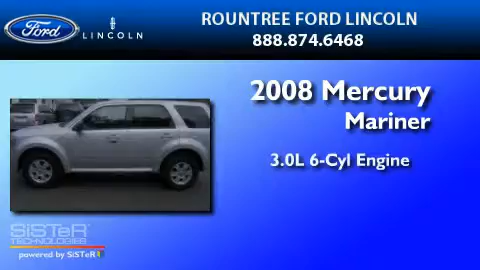 Ford
LINCOLN
ROUNTREE FORD LINCOLN
888.874.6468
2008 Mercury
Mariner
3.0L 6-Cyl Engine
SiSTeR
TECHNOLOGIES
powered by SiSTeR